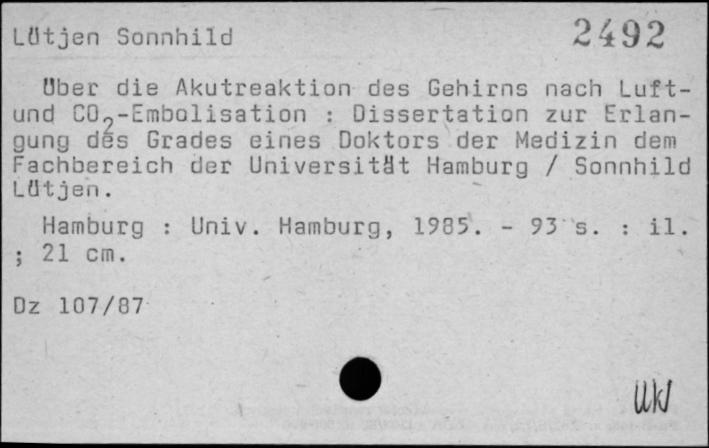 Lütjen Sonnhild 2492
Über die Akutreaktion des Gehirns nach Luft-
und CO₂-Embolisation : Dissertation zur Erlan-
gung des Grades eines Doktors der Medizin dem
Fachbereich der Universität Hamburg / Sonnhild
Lütjen.
Hamburg : Univ. Hamburg, 1985. - 93 s. : il.
; 21 cm.
Dz 107/87